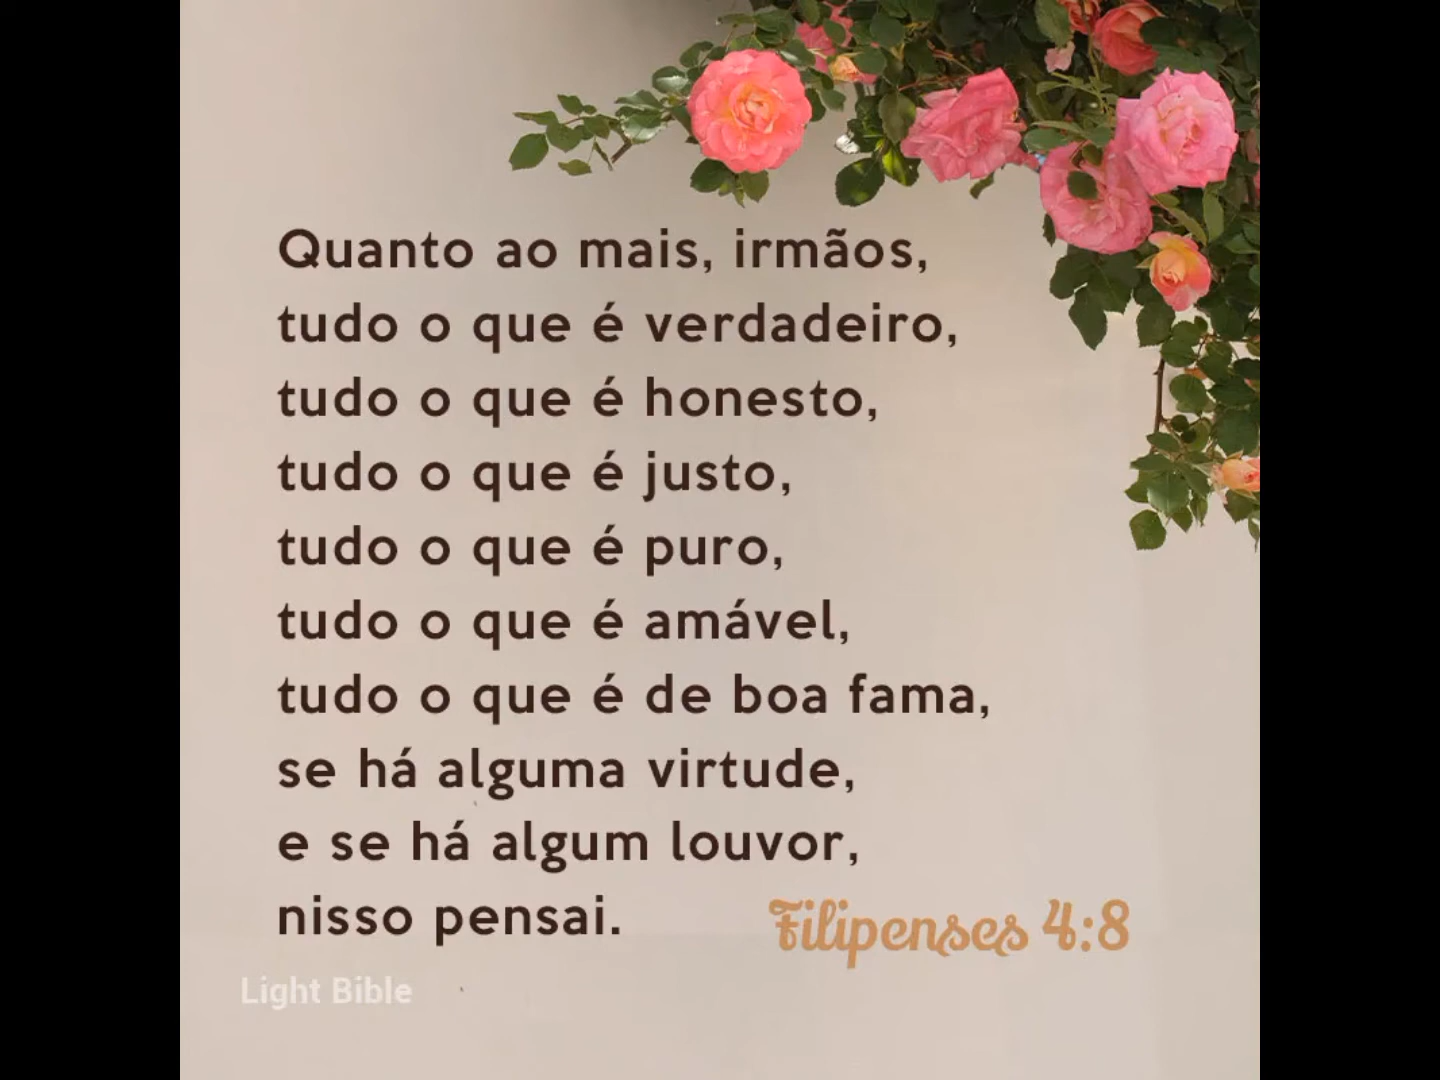 Quanto ao mais, irmãos,
tudo o que é verdadeiro,
tudo o que é honesto,
tudo o que é justo,
tudo o que é puro,
tudo o que é amável,
tudo o que é de boa fama,
se há alguma virtude,
e se há algum louvor,
nisso pensai.
Filipenses 4:8
Light Bible